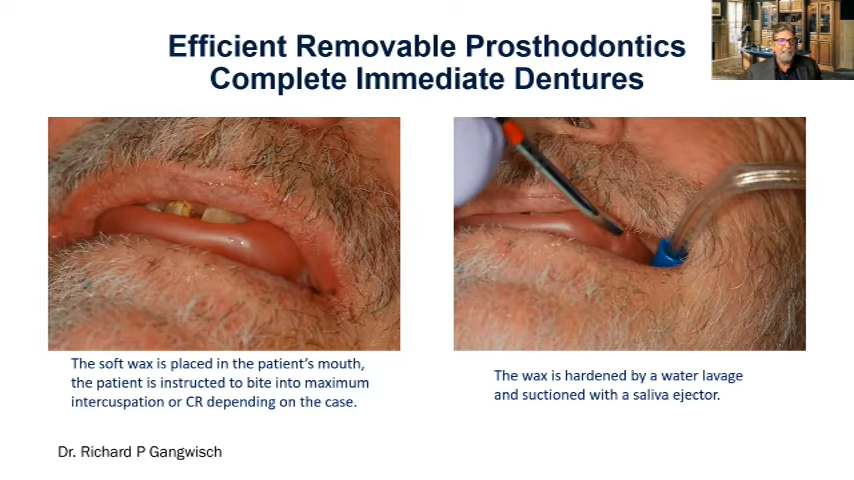 Efficient Removable Prosthodontics
Complete Immediate Dentures
The soft wax is placed in the patient's mouth,
the patient is instructed to bite into maximum
intercuspation or CR depending on the case.
The wax is hardened by a water lavage
and suctioned with a saliva ejector.
Dr. Richard P Gangwisch